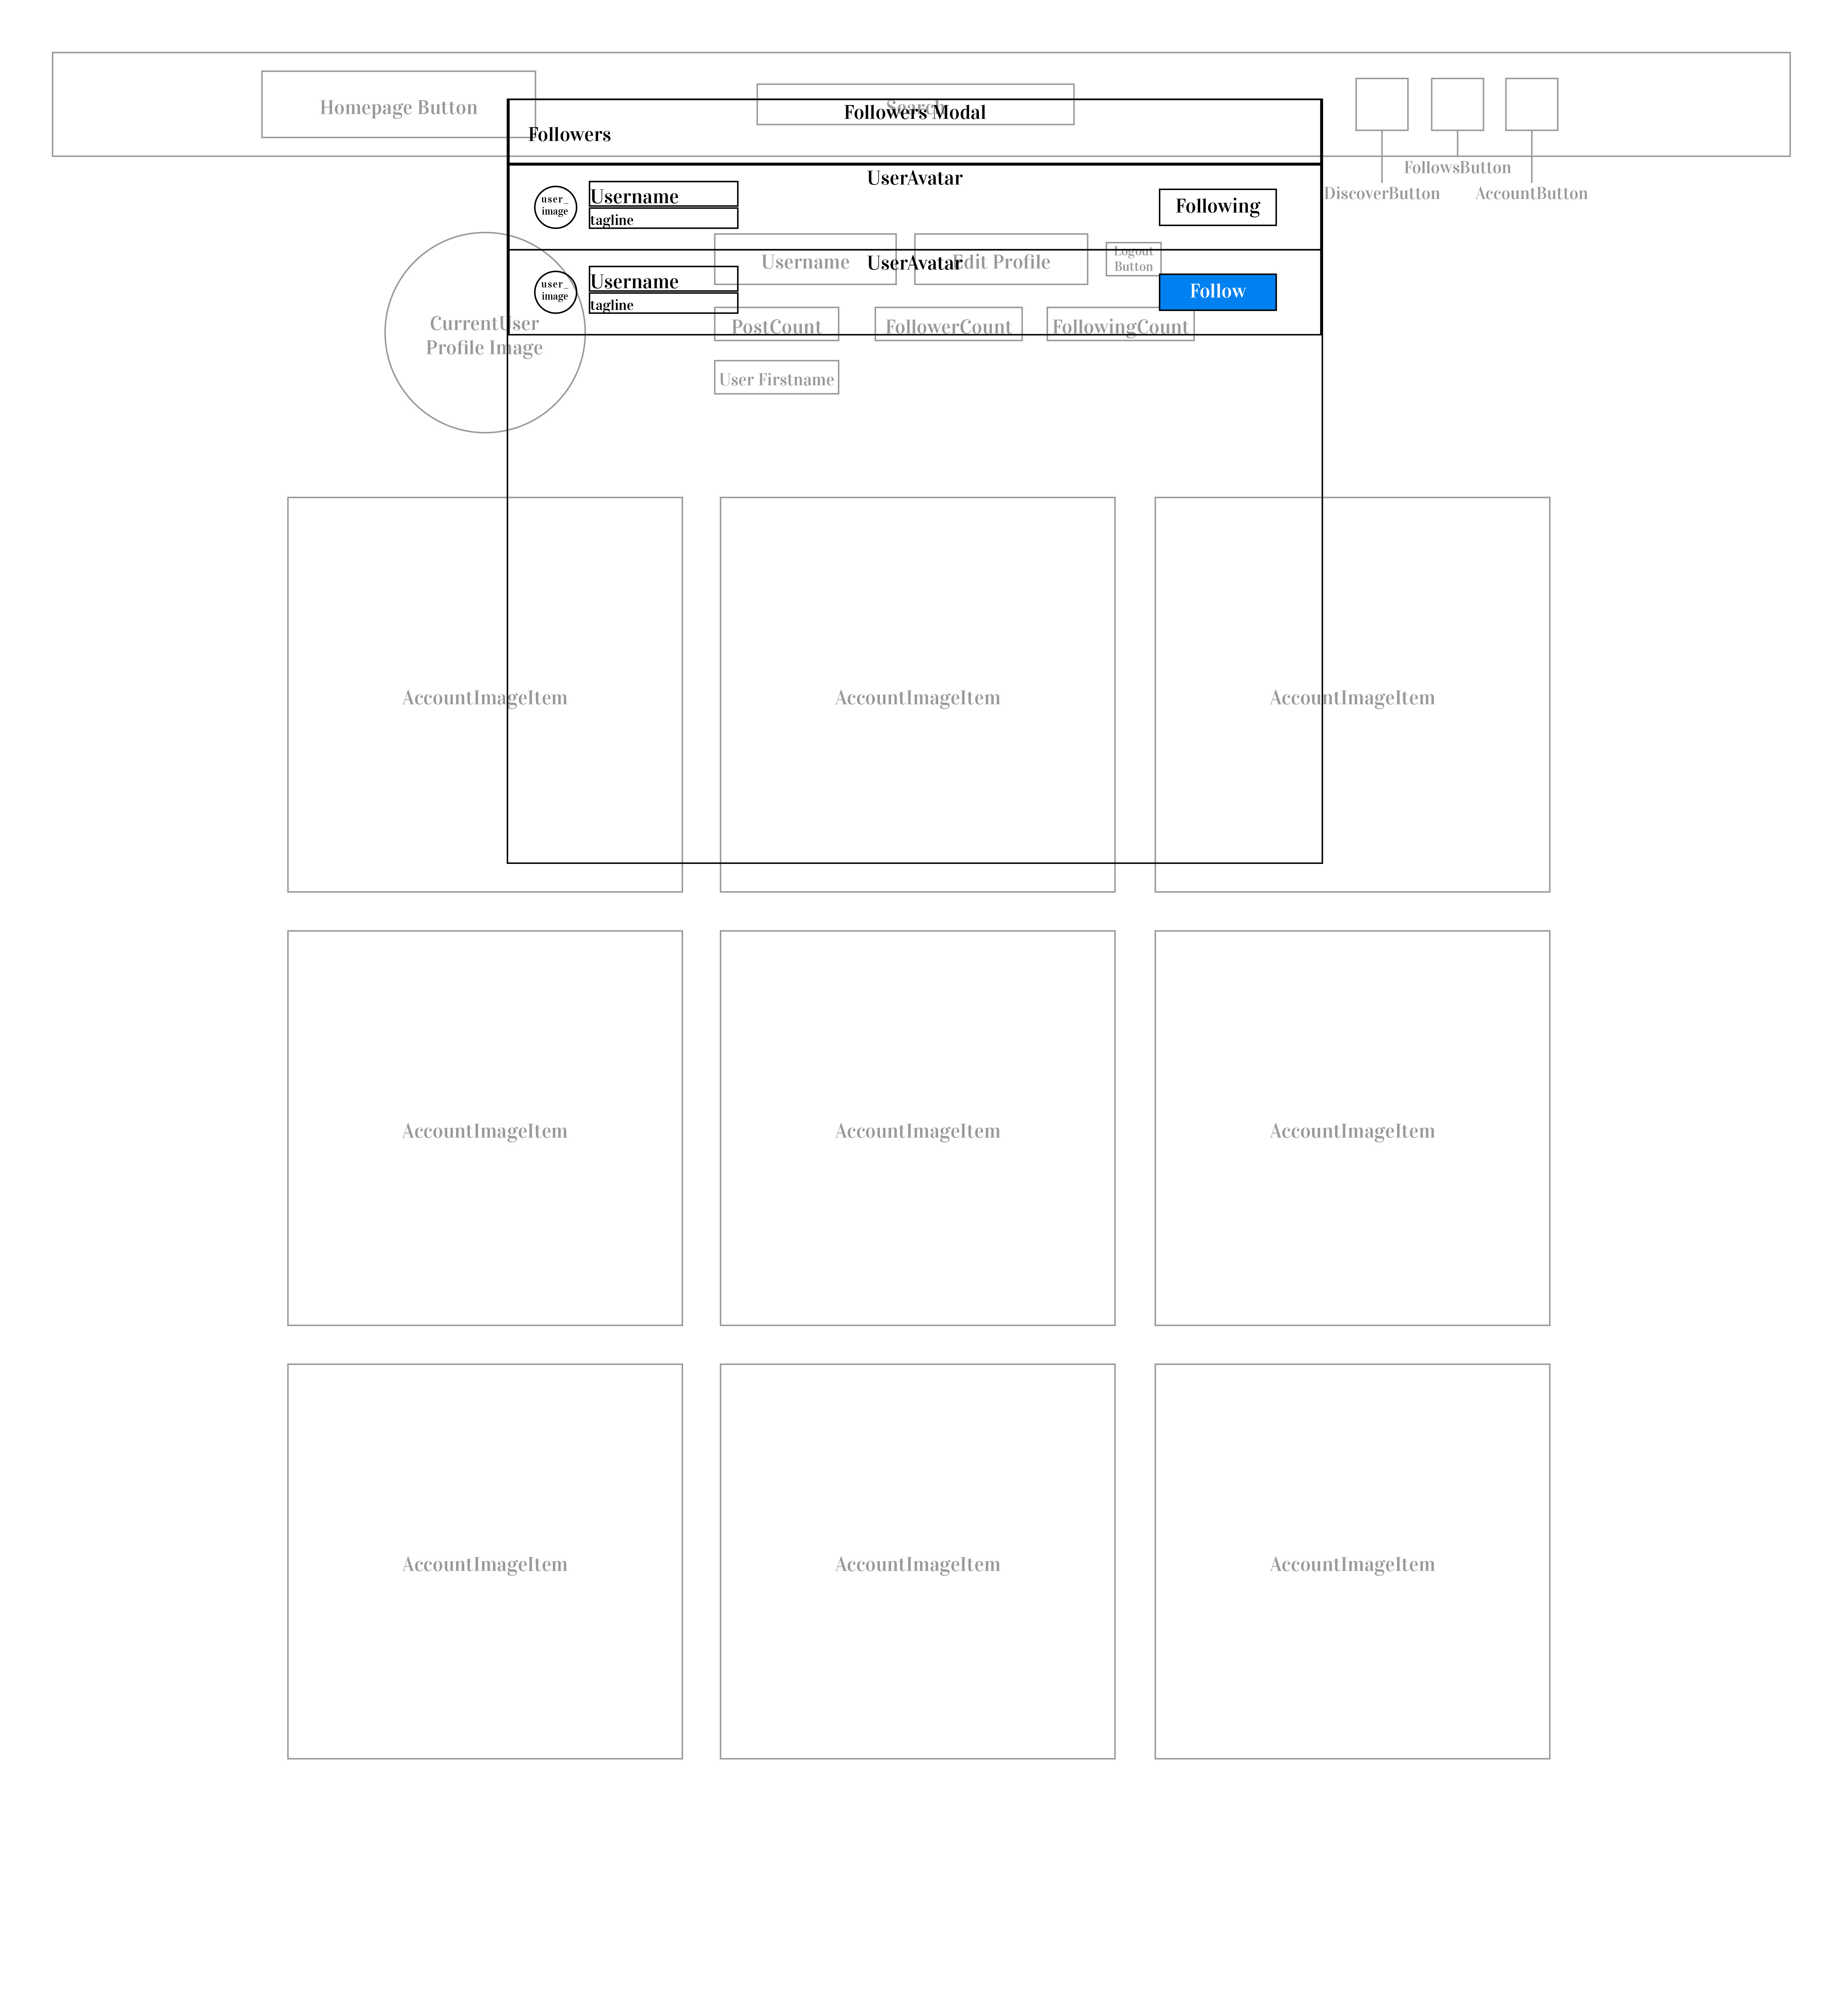 Homepage Button
Search
Followers Modal
Followers
FollowsButton
DiscoverButton
AccountButton
UserAvatar
user_
image
Username
tagline
Following
Username
Edit Profile
Logout
Button
UserAvatar
user_
image
Username
tagline
Follow
CurrentUser
Profile Image
PostCount
FollowerCount
FollowingCount
User Firstname
AccountImageItem
AccountImageItem
AccountImageItem
AccountImageItem
AccountImageItem
AccountImageItem
AccountImageItem
AccountImageItem
AccountImageItem